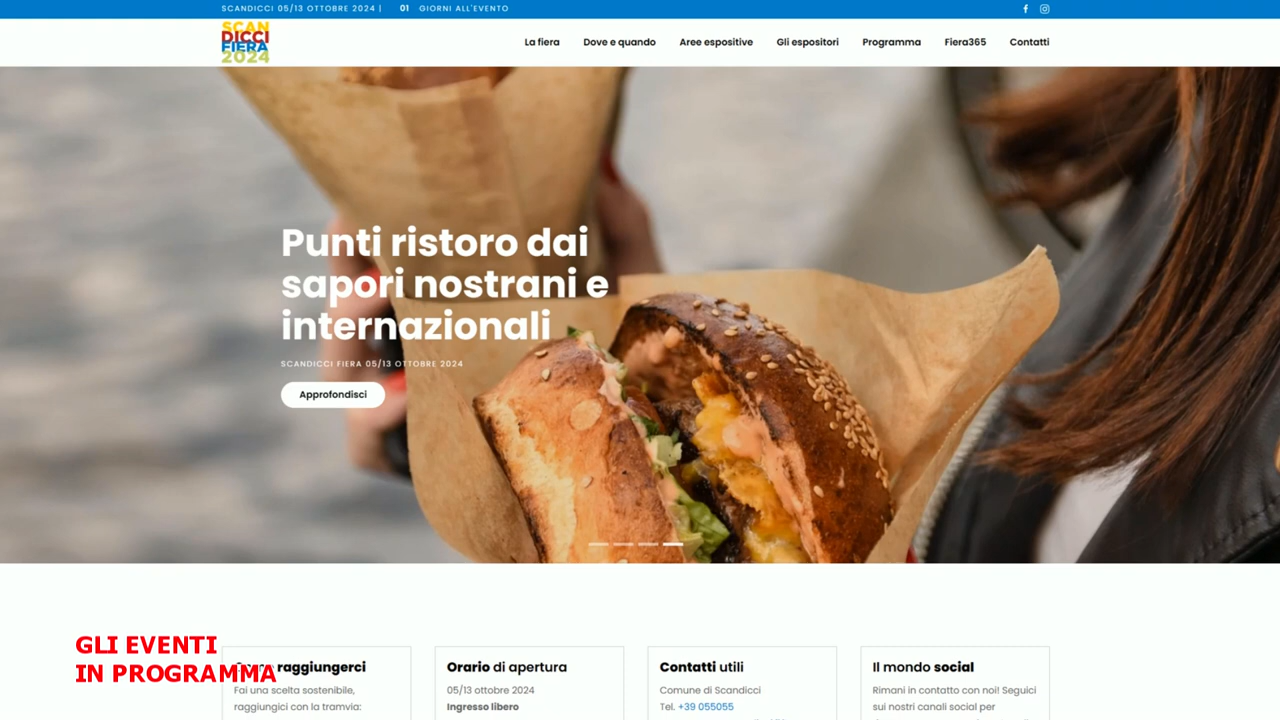 SCANDICCI 05/13 OTTOBRE 2024 | 01 GIORNI ALL'EVENTO
SCAN
DICCI
FIERA
2024
La fiera Dove e quando Aree espositive Gli espositori Programma Fiera365 Contatti
Punti ristoro dai
sapori nostrani e
internazionali
SCANDICCI FIERA 05/13 OTTOBRE 2024
Approfondisci
GLI EVENTI
IN PROGRAMMA
raggiungerci
Fai una scelta sostenibile,
raggiungici con la tramvia:
Orario di apertura
05/13 ottobre 2024
Ingresso libero
Contatti utili
Comune di Scandicci
Tel. +39 055055
Il mondo social
Rimani in contatto con noi! Seguici
sui nostri canali social per